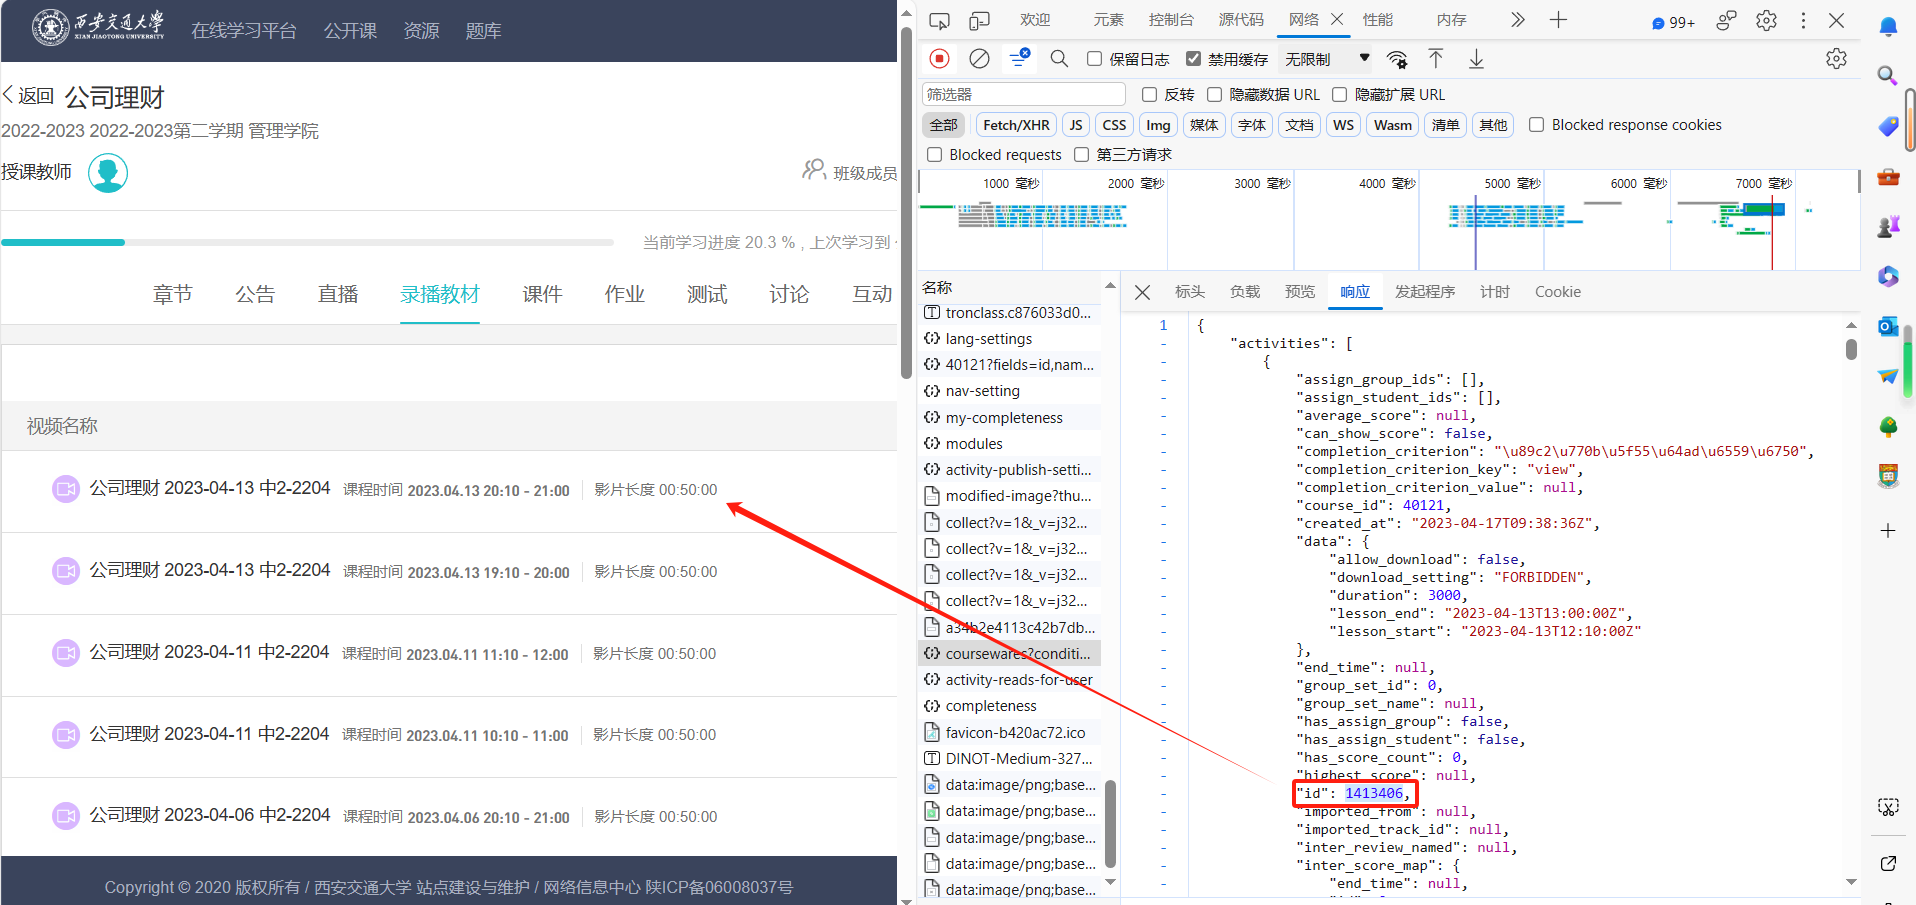 西安交通大学
XI'AN JIAOTONG UNIVERSITY
在线学习平台 公开课 资源 题库
返回 公司理财
2022-2023 2022-2023第二学期 管理学院
授课教师
班级成员
当前学习进度 20.3 % , 上次学习到
章节 公告 直播 录播教材 课件 作业 测试 讨论 互动
视频名称
公司理财 2023-04-13 中2-2204 课程时间 2023.04.13 20:10 - 21:00 影片长度 00:50:00
公司理财 2023-04-13 中2-2204 课程时间 2023.04.13 19:10 - 20:00 影片长度 00:50:00
公司理财 2023-04-11 中2-2204 课程时间 2023.04.11 11:10 - 12:00 影片长度 00:50:00
公司理财 2023-04-11 中2-2204 课程时间 2023.04.11 10:10 - 11:00 影片长度 00:50:00
公司理财 2023-04-06 中2-2204 课程时间 2023.04.06 20:10 - 21:00 影片长度 00:50:00
Copyright © 2020 版权所有 / 西安交通大学 站点建设与维护 / 网络信息中心 陕ICP备06008037号
欢迎 元素 控制台 源代码 网络 性能 内存 99+
保留日志 禁用缓存 无限制
筛选器 反转 隐藏数据 URL 隐藏扩展 URL
全部 Fetch/XHR JS CSS Img 媒体 字体 文档 WS Wasm 清单 其他 Blocked response cookies
Blocked requests 第三方请求
1000 毫秒 2000 毫秒 3000 毫秒 4000 毫秒 5000 毫秒 6000 毫秒 7000 毫秒
名称
tronclass.c876033d0...
lang-settings
40121?fields=id,nam...
nav-setting
my-completeness
modules
activity-publish-setti...
modified-image?thu...
collect?v=1&_v=j32...
collect?v=1&_v=j32...
collect?v=1&_v=j32...
collect?v=1&_v=j32...
a34b2e4113c42b7db...
coursewares?conditi...
activity-reads-for-user
completeness
favicon-b420ac72.ico
DINOT-Medium-327...
data:image/png;base...
data:image/png;base...
data:image/png;base...
data:image/png;base...
data:image/png;base...
标头 负载 预览 响应 发起程序 计时 Cookie
1 {
"activities": [
{
"assign_group_ids": [],
"assign_student_ids": [],
"average_score": null,
"can_show_score": false,
"completion_criterion": "\u89c2\u770b\u5f55\u64ad\u6559\u6750",
"completion_criterion_key": "view",
"completion_criterion_value": null,
"course_id": 40121,
"created_at": "2023-04-17T09:38:36Z",
"data": {
"allow_download": false,
"download_setting": "FORBIDDEN",
"duration": 3000,
"lesson_end": "2023-04-13T13:00:00Z",
"lesson_start": "2023-04-13T12:10:00Z"
},
"end_time": null,
"group_set_id": 0,
"group_set_name": null,
"has_assign_group": false,
"has_assign_student": false,
"has_score_count": 0,
"highest_score": null,
"id": 1413406,
"imported_from": null,
"imported_track_id": null,
"inter_review_named": null,
"inter_score_map": {
"end_time": null,